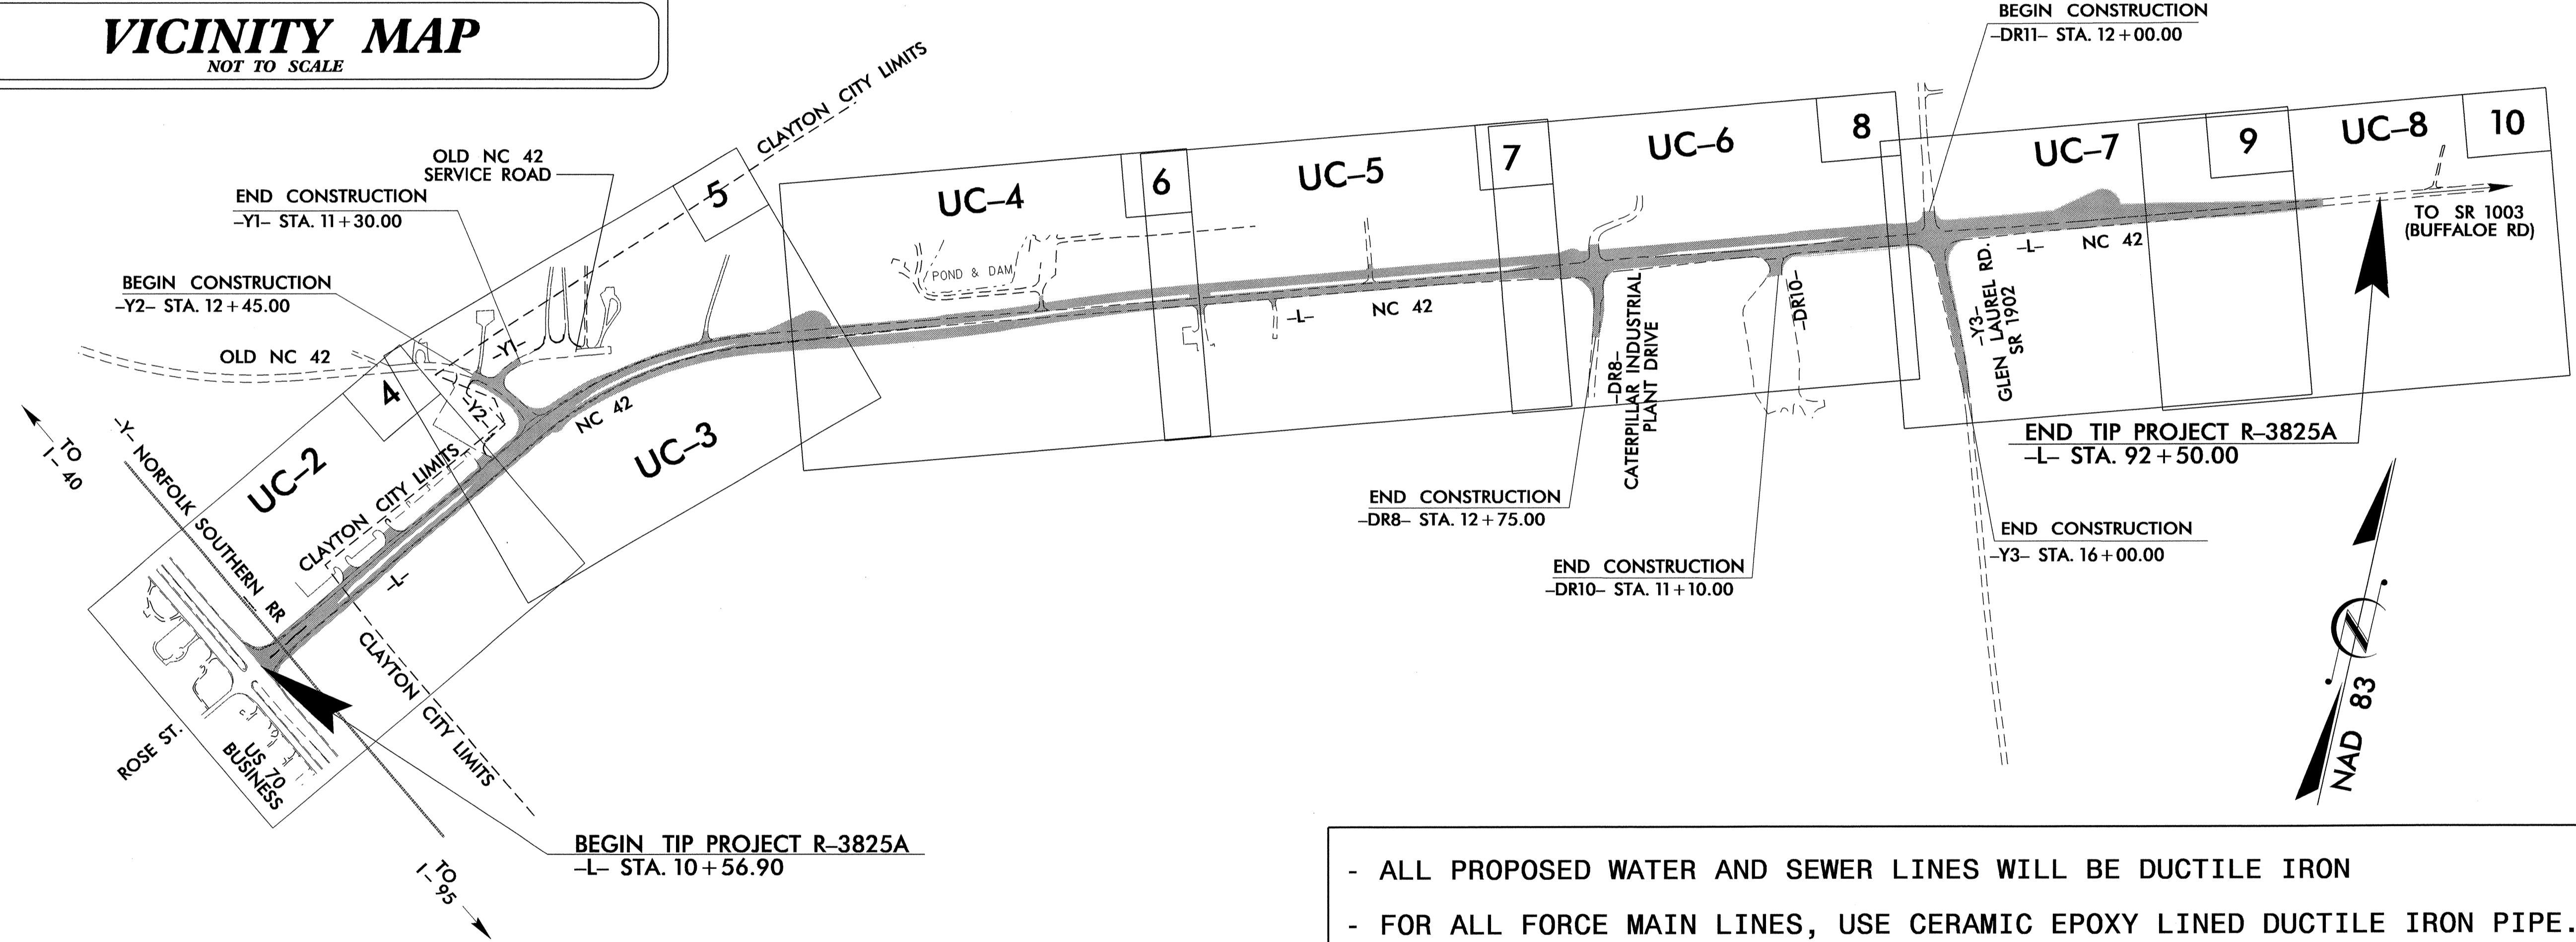 VICINITY MAP
NOT TO SCALE
CLAYTON CITY LIMITS
OLD NC 42
SERVICE ROAD
END CONSTRUCTION
-Y1- STA. 11+30.00
BEGIN CONSTRUCTION
-Y2- STA. 12+45.00
OLD NC 42
-Y1-
-Y2-
4
5
UC-2
UC-3
NC 42
TO
I-40
-Y- NORFOLK SOUTHERN RR
CLAYTON CITY LIMITS
-L-
CLAYTON CITY LIMITS
ROSE ST.
US 70
BUSINESS
TO
I-95
BEGIN TIP PROJECT R-3825A
-L- STA. 10+56.90
UC-4
6
POND & DAM
UC-5
7
-L-
NC 42
UC-6
8
-DR8-
CATERPILLAR INDUSTRIAL
PLANT DRIVE
-DR10-
END CONSTRUCTION
-DR8- STA. 12+75.00
END CONSTRUCTION
-DR10- STA. 11+10.00
BEGIN CONSTRUCTION
-DR11- STA. 12+00.00
UC-7
9
-L-
NC 42
-Y3-
GLEN LAUREL RD.
SR 1902
UC-8
10
TO SR 1003
(BUFFALOE RD)
END TIP PROJECT R-3825A
-L- STA. 92+50.00
END CONSTRUCTION
-Y3- STA. 16+00.00
NAD 83
- ALL PROPOSED WATER AND SEWER LINES WILL BE DUCTILE IRON
- FOR ALL FORCE MAIN LINES, USE CERAMIC EPOXY LINED DUCTILE IRON PIPE.